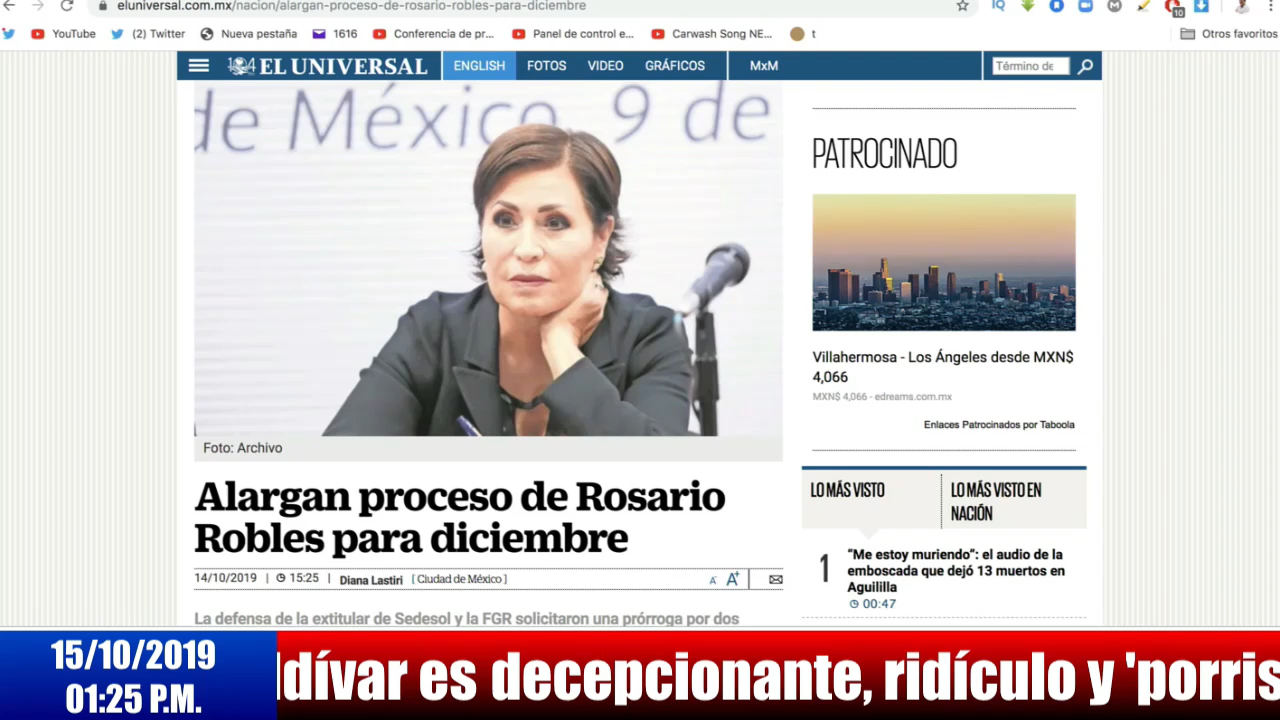 eluniversal.com.mx/nacion/alargan-proceso-de-rosario-robles-para-diciembre
10
YouTube
(2) Twitter
Nueva pestaña
1616
Conferencia de pr...
Panel de control e...
Carwash Song NE...
t
Otros favoritos
EL UNIVERSAL
ENGLISH
FOTOS
VIDEO
GRÁFICOS
MxM
Término de
de México, 9 de
Foto: Archivo
Alargan proceso de Rosario
Robles para diciembre
14/10/2019 | 15:25 | Diana Lastiri [ Ciudad de México ]
A- A+
La defensa de la extitular de Sedesol y la FGR solicitaron una prórroga por dos
PATROCINADO
Villahermosa - Los Ángeles desde MXN$
4,066
MXN$ 4,066 - edreams.com.mx
Enlaces Patrocinados por Taboola
LO MÁS VISTO
LO MÁS VISTO EN
NACIÓN
1
“Me estoy muriendo”: el audio de la
emboscada que dejó 13 muertos en
Aguililla
00:47
15/10/2019
01:25 P.M.
ldívar es decepcionante, ridículo y 'porris